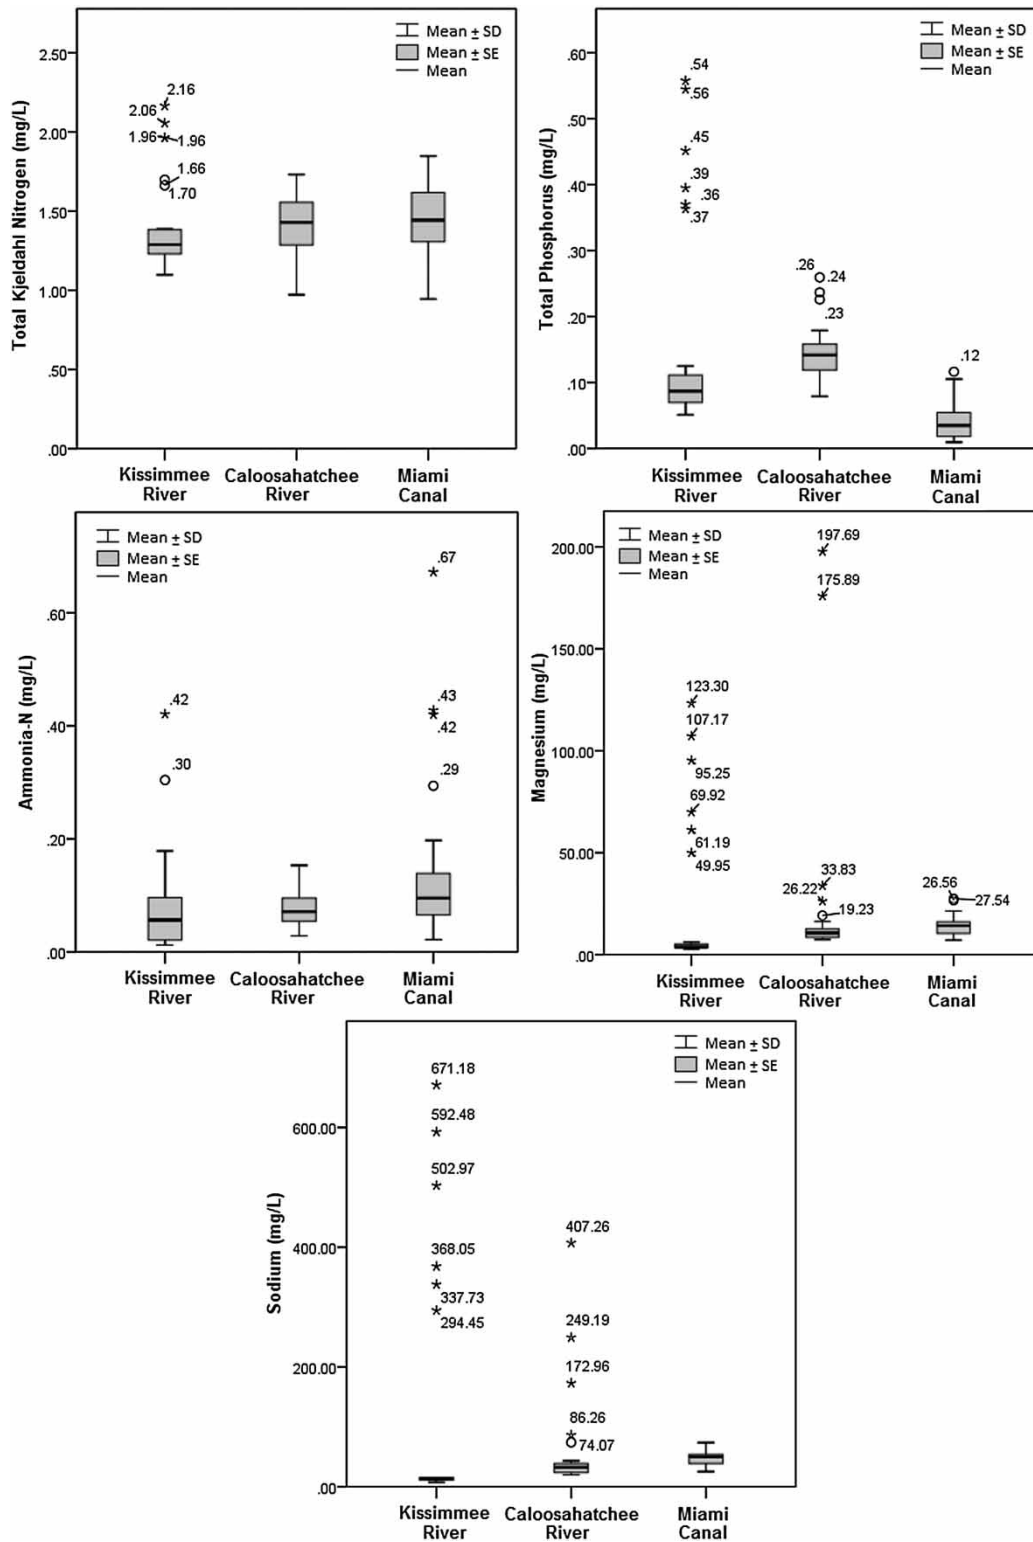 Total Kjeldahl Nitrogen (mg/L)
2.50
2.00
1.50
1.00
.50
.00
Mean ± SD
Mean ± SE
Mean
2.16
2.06
1.96
1.96
1.66
1.70
Kissimmee
River
Caloosahatchee
River
Miami
Canal
Total Phosphorus (mg/L)
.60
.50
.40
.30
.20
.10
.00
Mean ± SD
Mean ± SE
Mean
.54
.56
.45
.39
.36
.37
.26
.24
.23
.12
Kissimmee
River
Caloosahatchee
River
Miami
Canal
Ammonia-N (mg/L)
.60
.40
.20
.00
Mean ± SD
Mean ± SE
Mean
.42
.30
.67
.43
.42
.29
Kissimmee
River
Caloosahatchee
River
Miami
Canal
Magnesium (mg/L)
200.00
150.00
100.00
50.00
.00
Mean ± SD
Mean ± SE
Mean
123.30
107.17
95.25
69.92
61.19
49.95
197.69
175.89
33.83
26.22
19.23
26.56
27.54
Kissimmee
River
Caloosahatchee
River
Miami
Canal
Sodium (mg/L)
600.00
400.00
200.00
.00
Mean ± SD
Mean ± SE
Mean
671.18
592.48
502.97
368.05
337.73
294.45
407.26
249.19
172.96
86.26
74.07
Kissimmee
River
Caloosahatchee
River
Miami
Canal